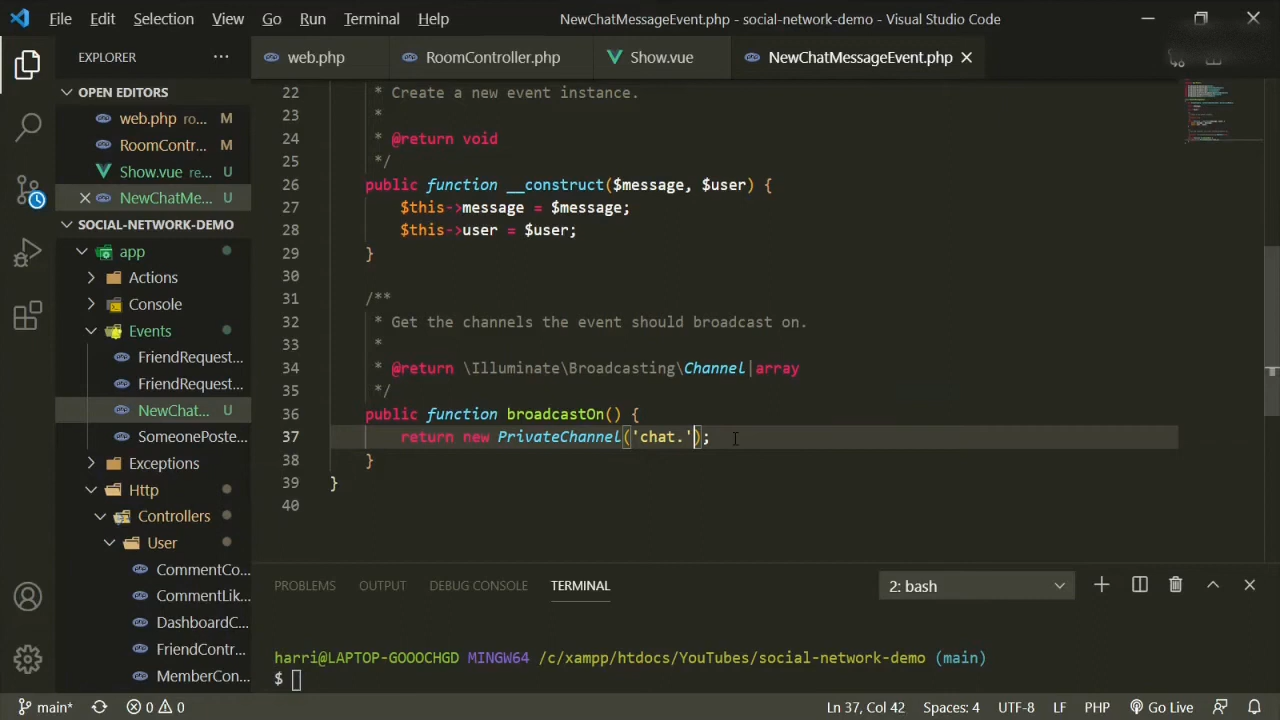 File Edit Selection View Go Run Terminal Help NewChatMessageEvent.php - social-network-demo - Visual Studio Code
EXPLORER ... web.php RoomController.php Show.vue NewChatMessageEvent.php
OPEN EDITORS
web.php ro... M
RoomContr... M
Show.vue re... U
NewChatMe... U
SOCIAL-NETWORK-DEMO
app
Actions
Console
Events
FriendRequest...
FriendRequest...
NewChat... U
SomeonePoste...
Exceptions
Http
Controllers
User
CommentCo...
CommentLik...
DashboardC...
FriendContr...
MemberCon...
22 * Create a new event instance.
23 *
24 * @return void
25 */
26 public function __construct($message, $user) {
27 $this->message = $message;
28 $this->user = $user;
29 }
30
31 /**
32 * Get the channels the event should broadcast on.
33 *
34 * @return \Illuminate\Broadcasting\Channel|array
35 */
36 public function broadcastOn() {
37 return new PrivateChannel('chat.');
38 }
39 }
40
PROBLEMS OUTPUT DEBUG CONSOLE TERMINAL 2: bash
harri@LAPTOP-GOOOCHGD MINGW64 /c/xampp/htdocs/YouTubes/social-network-demo (main)
$
main* 0 0 Ln 37, Col 42 Spaces: 4 UTF-8 LF PHP Go Live